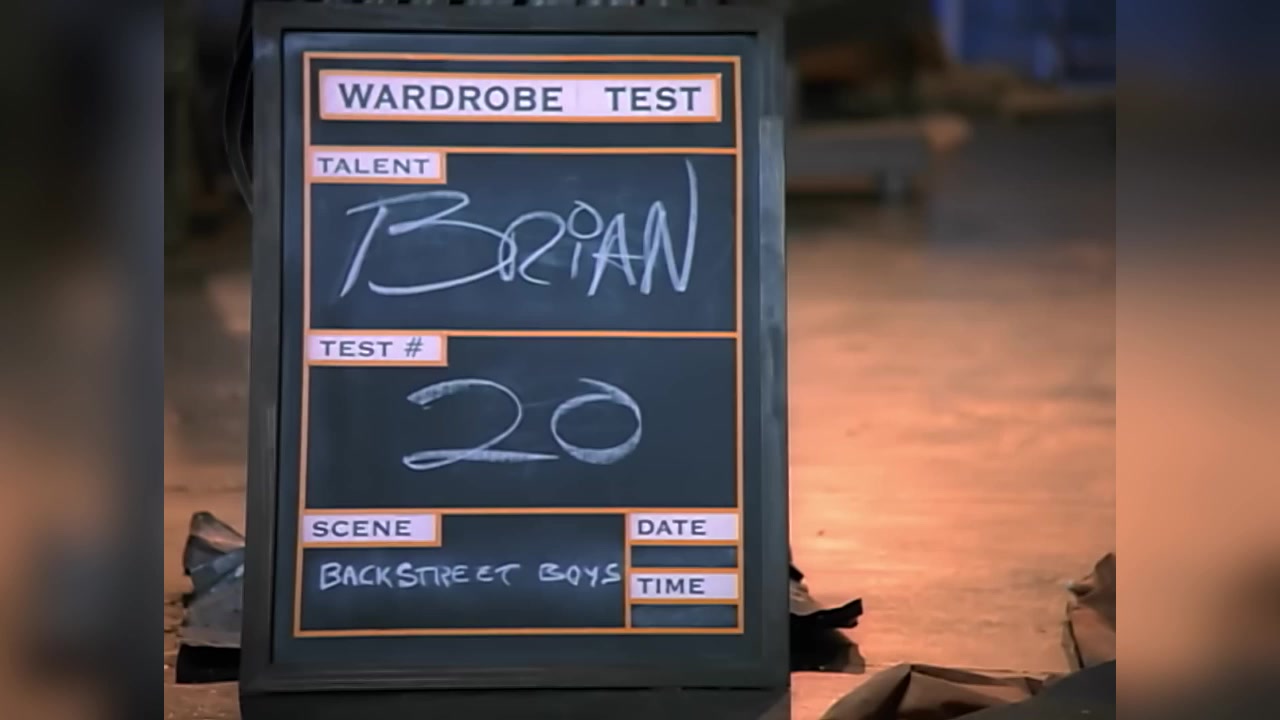 WARDROBE TEST
TALENT
BRiAN
TEST #
20
SCENE
BACKSTREET BOYS
DATE
TIME